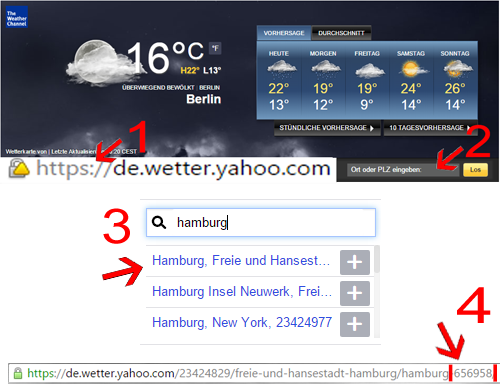 The
Weather
Channel
16°C °F
H22° L13°
ÜBERWIEGEND BEWÖLKT | BERLIN
Berlin
VORHERSAGE DURCHSCHNITT
HEUTE MORGEN FREITAG SAMSTAG SONNTAG
22° 19° 19° 24° 26°
13° 12° 9° 14° 14°
STÜNDLICHE VORHERSAGE 10 TAGESVORHERSAGE
Wetterkarte von | Letzte Aktualisier 20 CEST
1
2
https://de.wetter.yahoo.com
Ort oder PLZ eingeben: Los
3
hamburg
Hamburg, Freie und Hansest... +
Hamburg Insel Neuwerk, Frei... +
Hamburg, New York, 23424977 +
4
https://de.wetter.yahoo.com/23424829/freie-und-hansestadt-hamburg/hamburg-656958